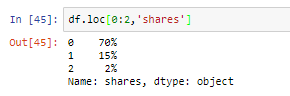 In [45]: df.loc[0:2,'shares']
Out[45]: 0 70%
1 15%
2 2%
Name: shares, dtype: object